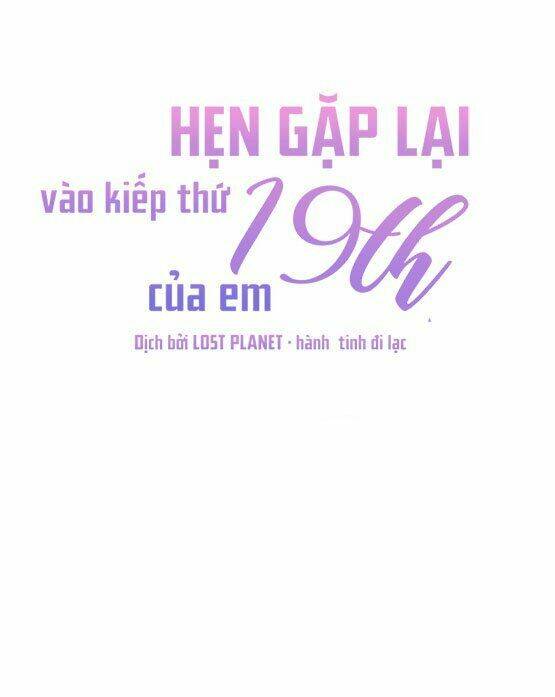 HẸN GẶP LẠI
vào kiếp thứ 19th
của em
Dịch bởi LOST PLANET · hành tinh đi lạc